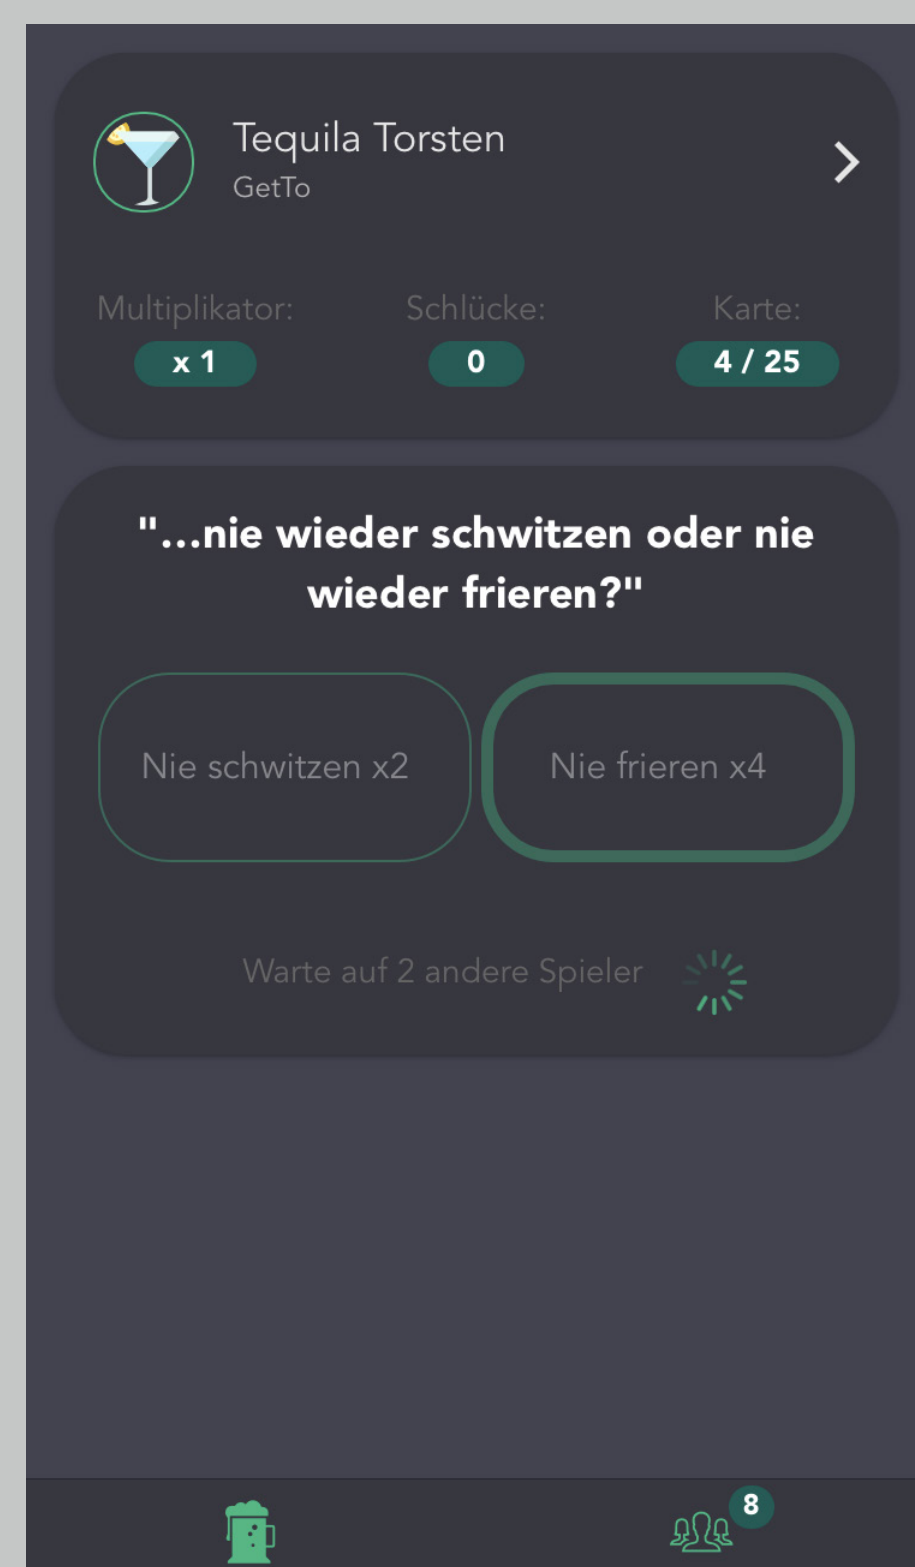 Tequila Torsten
GetTo
Multiplikator: Schlücke: Karte:
x 1 0 4 / 25
"...nie wieder schwitzen oder nie
wieder frieren?"
Nie schwitzen x2 Nie frieren x4
Warte auf 2 andere Spieler
8